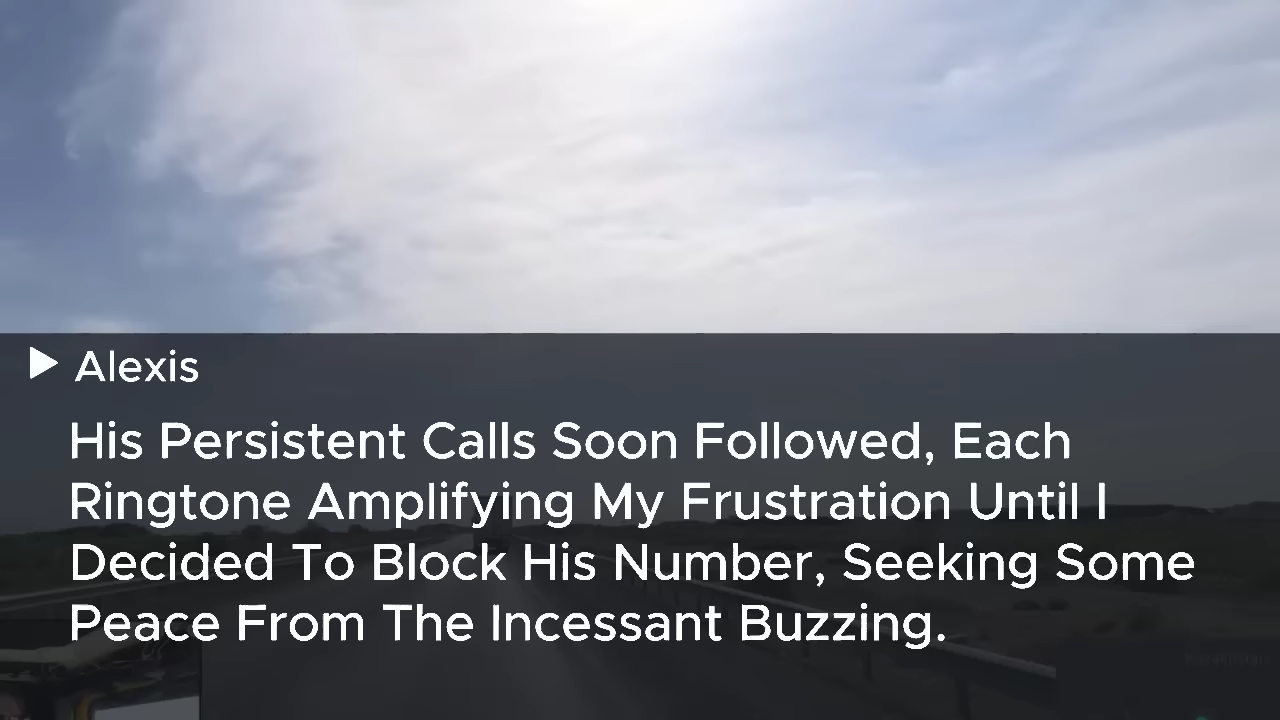 Alexis
His Persistent Calls Soon Followed, Each
Ringtone Amplifying My Frustration Until I
Decided To Block His Number, Seeking Some
Peace From The Incessant Buzzing.
Kazakhstan